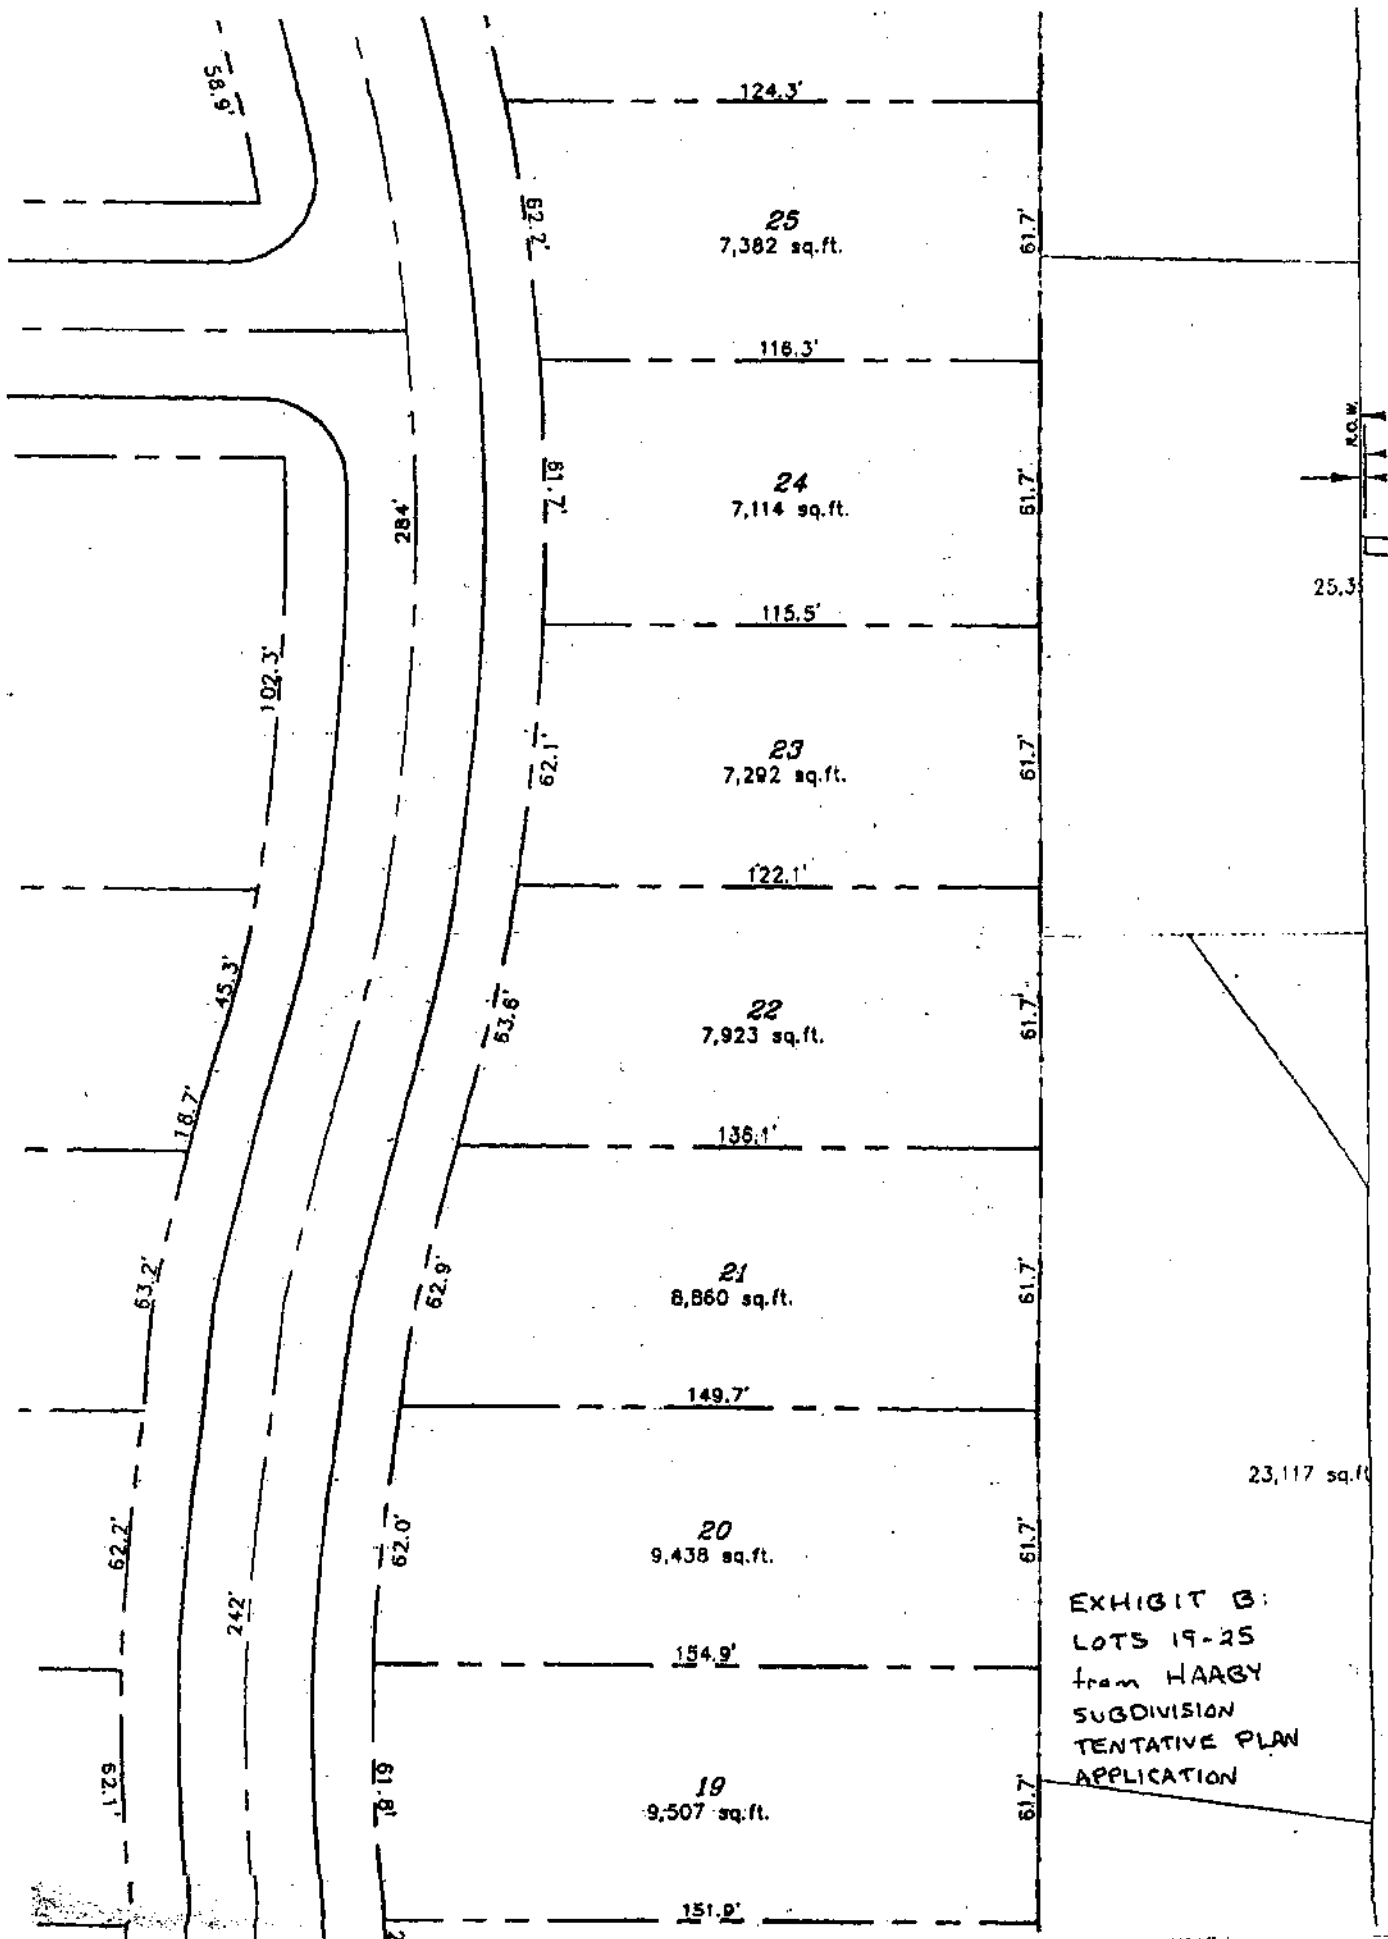 58.9'
124.3'
62.2'
25
7,382 sq.ft.
61.7'
116.3'
R.O.W.
284'
61.7'
24
7,114 sq.ft.
61.7'
25,3
115.5'
102.3'
62.1'
23
7,292 sq.ft.
61.7'
122.1'
45.3'
63.6'
22
7,923 sq.ft.
61.7'
18.7'
136.1'
63.2'
62.9'
21
8,860 sq.ft.
61.7'
149.7'
23,117 sq.ft
62.2'
62.0'
20
9,438 sq.ft.
61.7'
242'
154.9'
EXHIBIT B:
LOTS 19-25
from HAAGY
SUBDIVISION
TENTATIVE PLAN
APPLICATION
62.1'
61.8'
19
9,507 sq.ft.
61.7'
151.9'